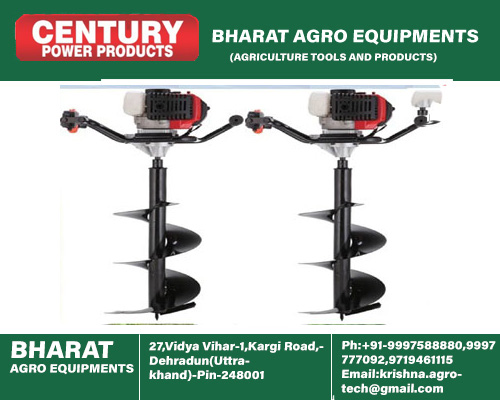 CENTURY
POWER PRODUCTS
BHARAT AGRO EQUIPMENTS
(AGRICULTURE TOOLS AND PRODUCTS)
BHARAT
AGRO EQUIPMENTS
27,Vidya Vihar-1,Kargi Road,-
Dehradun(Uttra-
khand)-Pin-248001
Ph:+91-9997588880,9997
777092,9719461115
Email:krishna.agro-
tech@gmail.com